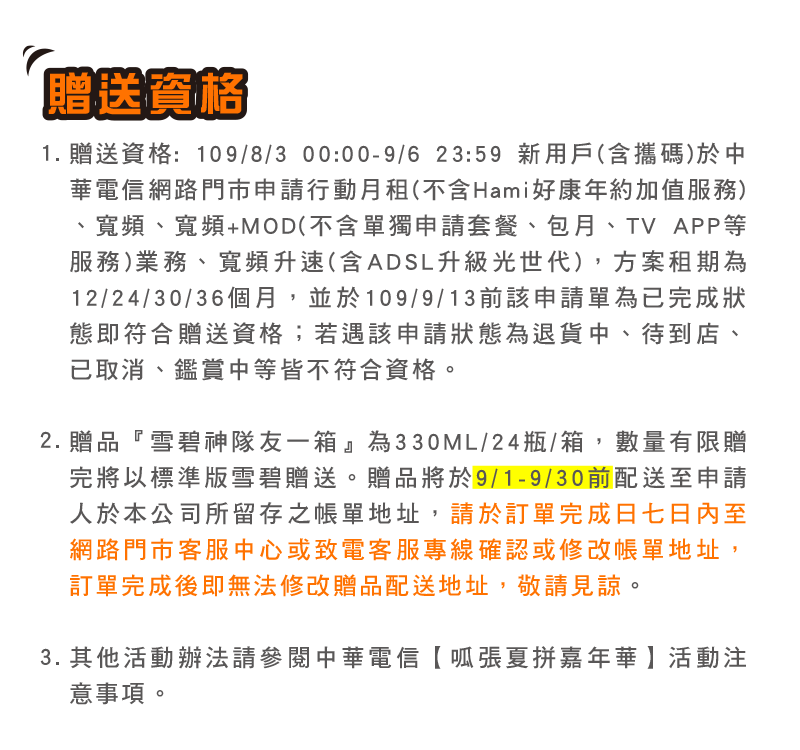 贈送資格
1. 贈送資格: 109/8/3 00:00-9/6 23:59 新用戶(含攜碼)於中
華電信網路門市申請行動月租(不含Hami好康年約加值服務)
、寬頻、寬頻+MOD(不含單獨申請套餐、包月、TV APP等
服務)業務、寬頻升速(含ADSL升級光世代)，方案租期為
12/24/30/36個月，並於109/9/13前該申請單為已完成狀
態即符合贈送資格；若遇該申請狀態為退貨中、待到店、
已取消、鑑賞中等皆不符合資格。
2. 贈品『雪碧神隊友一箱』為330ML/24瓶/箱，數量有限贈
完將以標準版雪碧贈送。贈品將於9/1-9/30前配送至申請
人於本公司所留存之帳單地址，請於訂單完成日七日內至
網路門市客服中心或致電客服專線確認或修改帳單地址，
訂單完成後即無法修改贈品配送地址，敬請見諒。
3. 其他活動辦法請參閱中華電信【呱張夏拼嘉年華】活動注
意事項。